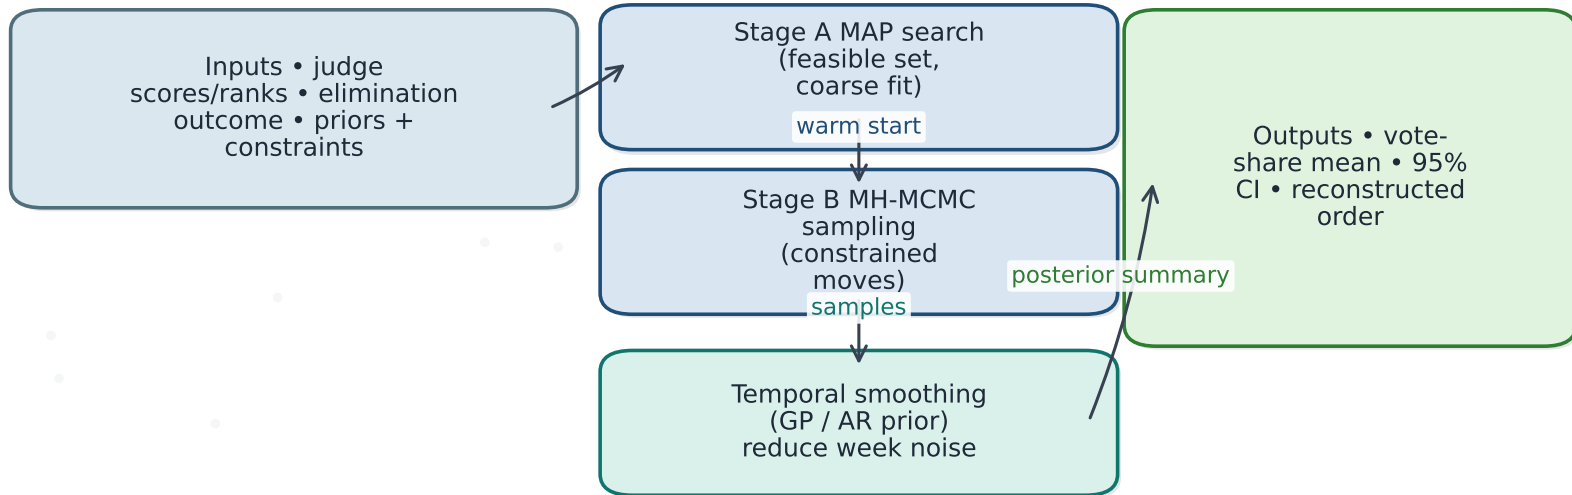 Inputs • judge
scores/ranks • elimination
outcome • priors +
constraints
Stage A MAP search
(feasible set,
coarse fit)
warm start
Stage B MH-MCMC
sampling
(constrained
moves)
samples
Temporal smoothing
(GP / AR prior)
reduce week noise
posterior summary
Outputs • vote-
share mean • 95%
CI • reconstructed
order